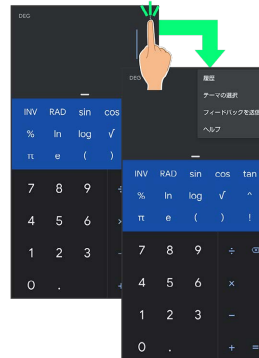 DEG
INV RAD sin cos
% ln log √
π e ( )
7 8 9 ÷
4 5 6 ×
1 2 3 −
0 . +
DEG
履歴
テーマの選択
フィードバックを送信
ヘルプ
INV RAD sin cos tan
% ln log √ ^
π e ( ) !
7 8 9 ÷
4 5 6 ×
1 2 3 −
0 . + =